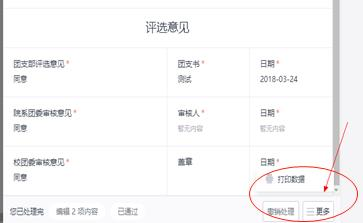 评选意见
团支部评选意见* 团支书* 日期*
同意 测试 2018-03-24
院系团委审核意见* 审核人* 日期*
同意 暂无内容 暂无内容
校团委审核意见* 盖章 日期*
同意 打印数据
您已处理完 编辑 2 项内容 已通过 撤销处理 更多